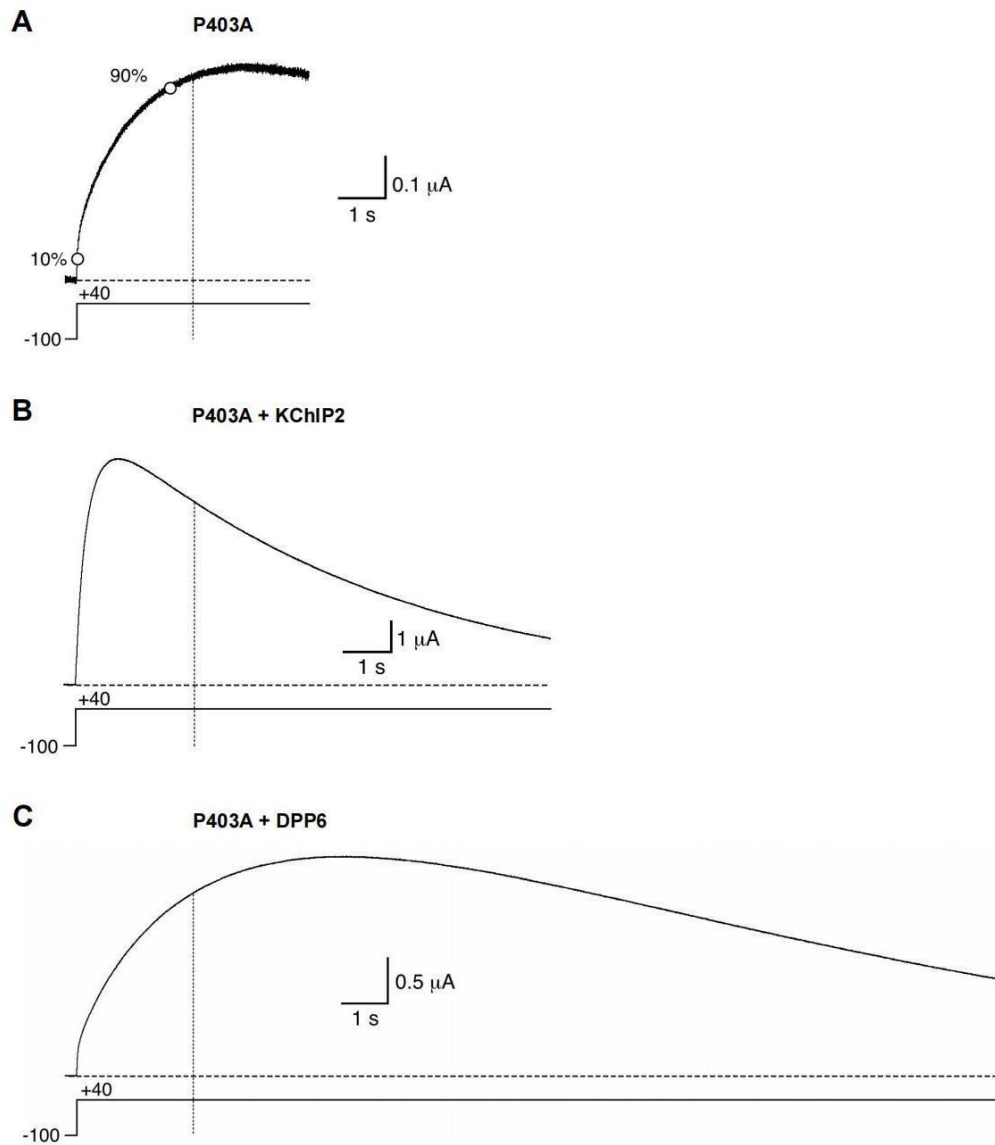 A
P403A
90%
0.1 μA
1 s
10%
+40
-100
B
P403A + KChIP2
1 μA
1 s
+40
-100
C
P403A + DPP6
0.5 μA
1 s
+40
-100